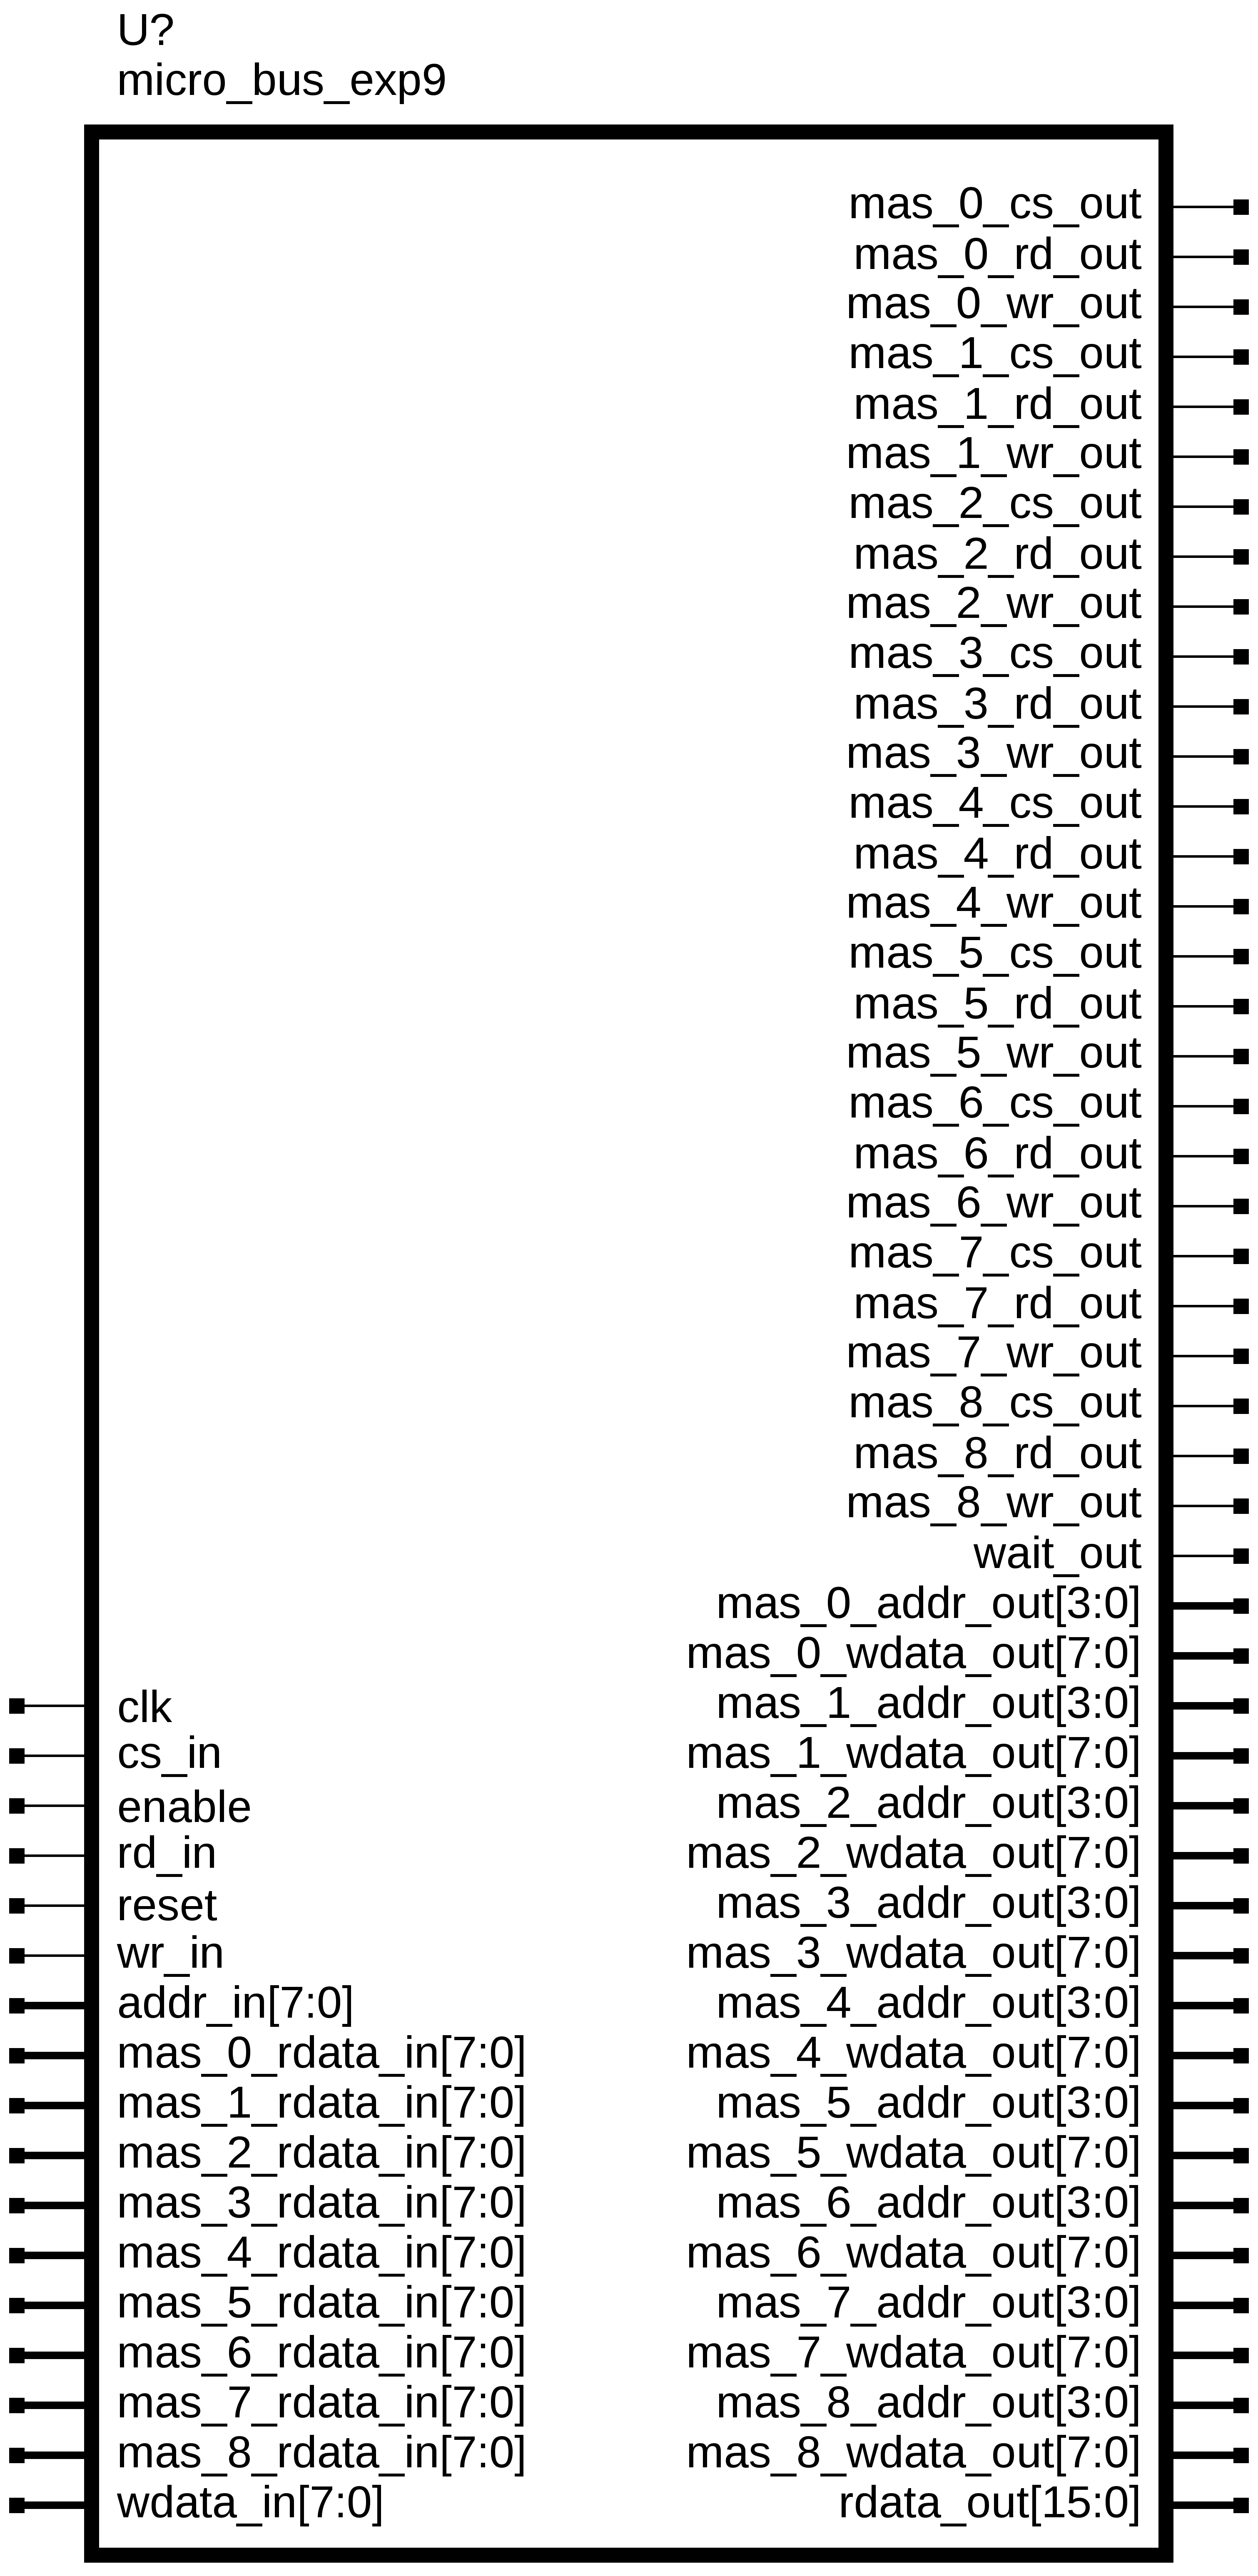 U?
micro_bus_exp9
mas_0_cs_out
mas_0_rd_out
mas_0_wr_out
mas_1_cs_out
mas_1_rd_out
mas_1_wr_out
mas_2_cs_out
mas_2_rd_out
mas_2_wr_out
mas_3_cs_out
mas_3_rd_out
mas_3_wr_out
mas_4_cs_out
mas_4_rd_out
mas_4_wr_out
mas_5_cs_out
mas_5_rd_out
mas_5_wr_out
mas_6_cs_out
mas_6_rd_out
mas_6_wr_out
mas_7_cs_out
mas_7_rd_out
mas_7_wr_out
mas_8_cs_out
mas_8_rd_out
mas_8_wr_out
wait_out
mas_0_addr_out[3:0]
mas_0_wdata_out[7:0]
clk mas_1_addr_out[3:0]
cs_in mas_1_wdata_out[7:0]
enable mas_2_addr_out[3:0]
rd_in mas_2_wdata_out[7:0]
reset mas_3_addr_out[3:0]
wr_in mas_3_wdata_out[7:0]
addr_in[7:0] mas_4_addr_out[3:0]
mas_0_rdata_in[7:0] mas_4_wdata_out[7:0]
mas_1_rdata_in[7:0] mas_5_addr_out[3:0]
mas_2_rdata_in[7:0] mas_5_wdata_out[7:0]
mas_3_rdata_in[7:0] mas_6_addr_out[3:0]
mas_4_rdata_in[7:0] mas_6_wdata_out[7:0]
mas_5_rdata_in[7:0] mas_7_addr_out[3:0]
mas_6_rdata_in[7:0] mas_7_wdata_out[7:0]
mas_7_rdata_in[7:0] mas_8_addr_out[3:0]
mas_8_rdata_in[7:0] mas_8_wdata_out[7:0]
wdata_in[7:0] rdata_out[15:0]